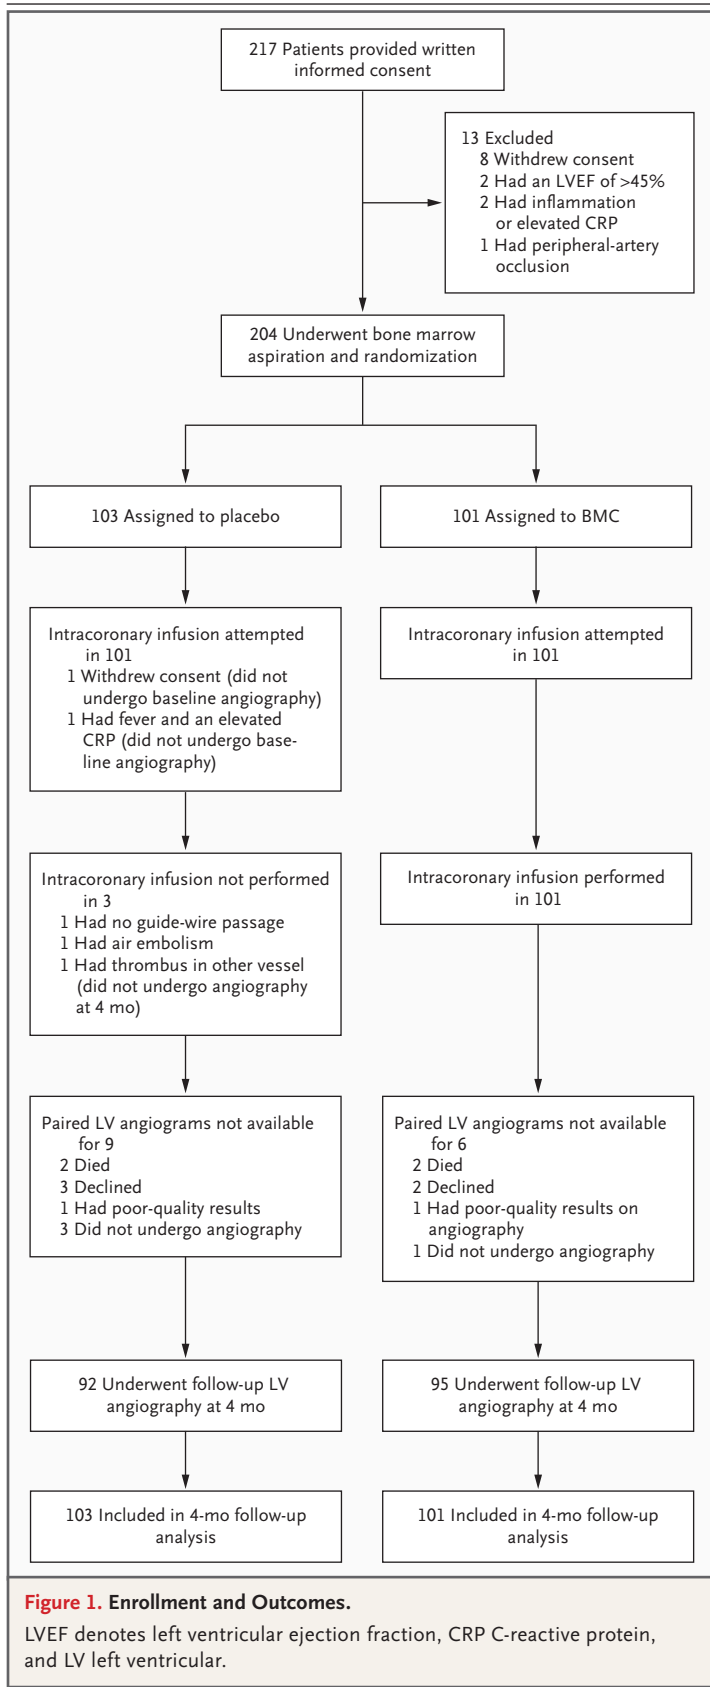 217 Patients provided written
informed consent
13 Excluded
8 Withdrew consent
2 Had an LVEF of >45%
2 Had inflammation
or elevated CRP
1 Had peripheral-artery
occlusion
204 Underwent bone marrow
aspiration and randomization
103 Assigned to placebo
101 Assigned to BMC
Intracoronary infusion attempted
in 101
1 Withdrew consent (did not
undergo baseline angiography)
1 Had fever and an elevated
CRP (did not undergo base-
line angiography)
Intracoronary infusion attempted
in 101
Intracoronary infusion not performed
in 3
1 Had no guide-wire passage
1 Had air embolism
1 Had thrombus in other vessel
(did not undergo angiography
at 4 mo)
Intracoronary infusion performed
in 101
Paired LV angiograms not available
for 9
2 Died
3 Declined
1 Had poor-quality results
3 Did not undergo angiography
Paired LV angiograms not available
for 6
2 Died
2 Declined
1 Had poor-quality results on
angiography
1 Did not undergo angiography
92 Underwent follow-up LV
angiography at 4 mo
95 Underwent follow-up LV
angiography at 4 mo
103 Included in 4-mo follow-up
analysis
101 Included in 4-mo follow-up
analysis
Figure 1. Enrollment and Outcomes.
LVEF denotes left ventricular ejection fraction, CRP C-reactive protein,
and LV left ventricular.